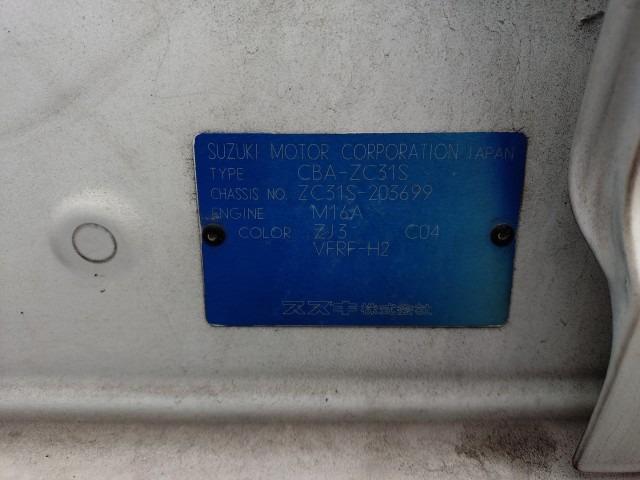 SUZUKI MOTOR CORPORATION JAPAN
TYPE CBA-ZC31S
CHASSIS NO. ZC31S-203699
ENGINE M16A
COLOR ZJ3 C04
VFRF-H2
スズキ株式会社